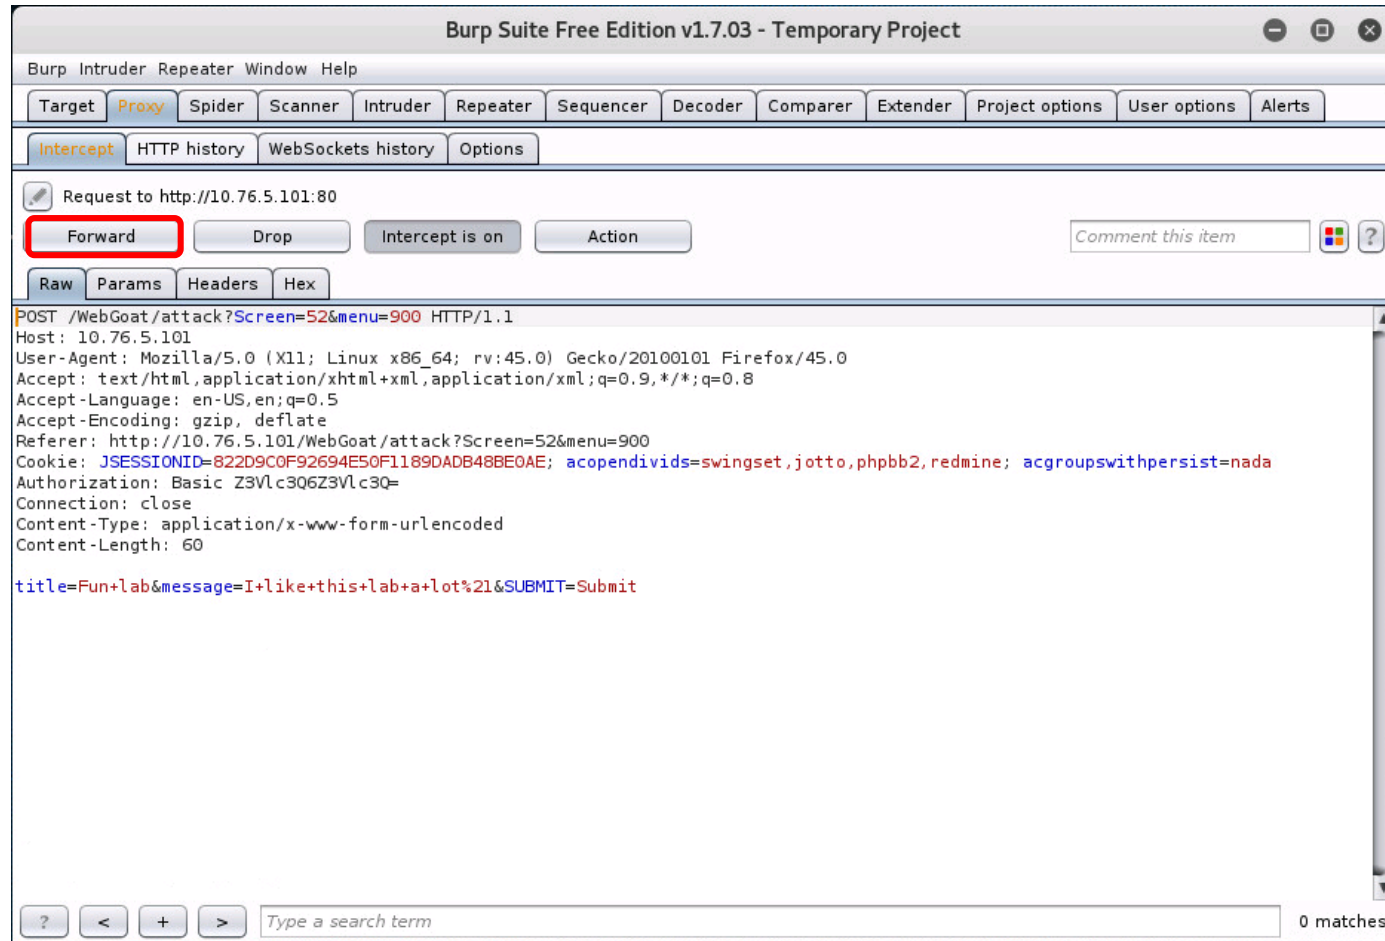 Burp Suite Free Edition v1.7.03 - Temporary Project
Burp Intruder Repeater Window Help
Target Proxy Spider Scanner Intruder Repeater Sequencer Decoder Comparer Extender Project options User options Alerts
Intercept HTTP history WebSockets history Options
Request to http://10.76.5.101:80
Forward Drop Intercept is on Action Comment this item ?
Raw Params Headers Hex
POST /WebGoat/attack?Screen=52&menu=900 HTTP/1.1
Host: 10.76.5.101
User-Agent: Mozilla/5.0 (X11; Linux x86_64; rv:45.0) Gecko/20100101 Firefox/45.0
Accept: text/html,application/xhtml+xml,application/xml;q=0.9,*/*;q=0.8
Accept-Language: en-US,en;q=0.5
Accept-Encoding: gzip, deflate
Referer: http://10.76.5.101/WebGoat/attack?Screen=52&menu=900
Cookie: JSESSIONID=822D9C0F92694E50F1189DADB48BE0AE; acopendivids=swingset,jotto,phpbb2,redmine; acgroupswithpersist=nada
Authorization: Basic Z3Vlc3Q6Z3Vlc3Q=
Connection: close
Content-Type: application/x-www-form-urlencoded
Content-Length: 60
title=Fun+lab&message=I+like+this+lab+a+lot%21&SUBMIT=Submit
? < + > Type a search term 0 matches